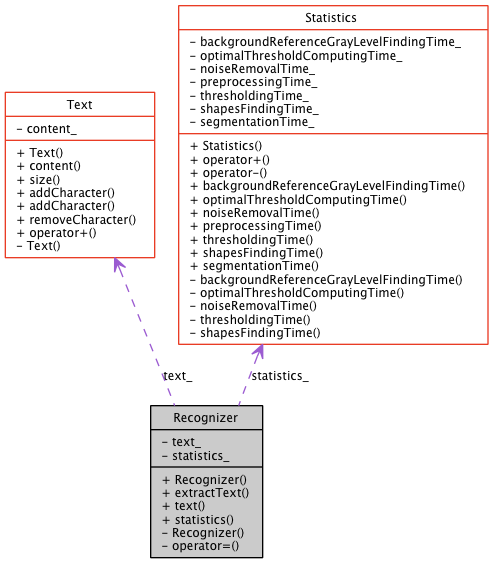 Statistics
- backgroundReferenceGrayLevelFindingTime_
- optimalThresholdComputingTime_
- noiseRemovalTime_
- preprocessingTime_
- thresholdingTime_
- shapesFindingTime_
- segmentationTime_
+ Statistics()
+ operator+()
+ operator-()
+ backgroundReferenceGrayLevelFindingTime()
+ optimalThresholdComputingTime()
+ noiseRemovalTime()
+ preprocessingTime()
+ thresholdingTime()
+ shapesFindingTime()
+ segmentationTime()
- backgroundReferenceGrayLevelFindingTime()
- optimalThresholdComputingTime()
- noiseRemovalTime()
- thresholdingTime()
- shapesFindingTime()
Text
- content_
+ Text()
+ content()
+ size()
+ addCharacter()
+ addCharacter()
+ removeCharacter()
+ operator+()
- Text()
text_
statistics_
Recognizer
- text_
- statistics_
+ Recognizer()
+ extractText()
+ text()
+ statistics()
- Recognizer()
- operator=()